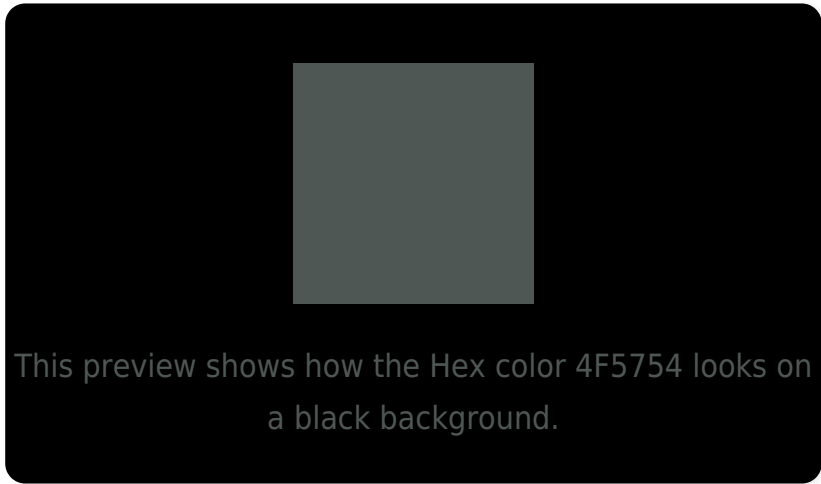 This preview shows how the Hex color 4F5754 looks on
a black background.